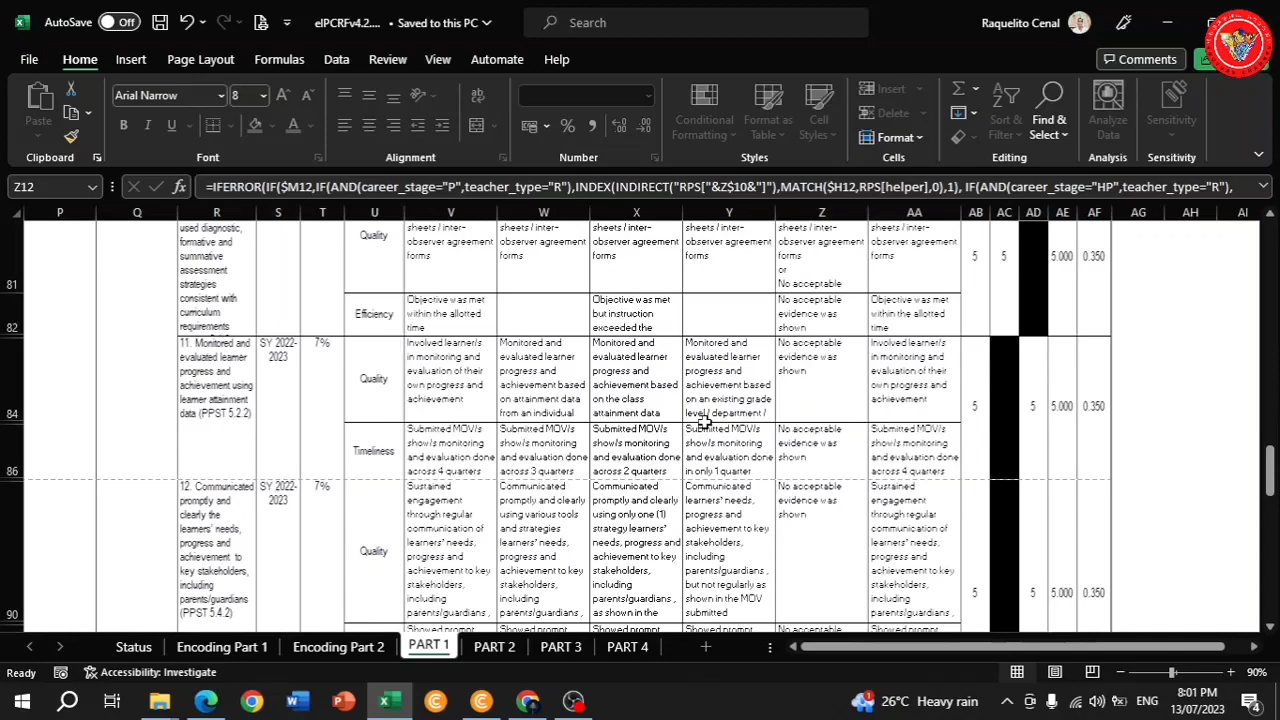 AutoSave
Off
eIPCRFv4.2....
• Saved to this PC
Search
Raquelito Cenal
File
Home
Insert
Page Layout
Formulas
Data
Review
View
Automate
Help
Comments
Paste
Arial Narrow
8
B
I
U
Conditional
Formatting
Format as
Table
Cell
Styles
Insert
Delete
Format
Sort &
Filter
Find &
Select
Analyze
Data
Sensitivity
Clipboard
Font
Alignment
Number
Styles
Cells
Editing
Analysis
Sensitivity
Z12
=IFERROR(IF($M12,IF(AND(career_stage="P",teacher_type="R"),INDEX(INDIRECT("RPS["&Z$10&"]"),MATCH($H12,RPS[helper],0),1), IF(AND(career_stage="HP",teacher_type="R"),
P Q R S T U V W X Y Z AA AB AC AD AE AF AG AH AI
81
used diagnostic,
formative and
summative
assessment
strategies
consistent with
curriculum
requirements
Quality
sheets / inter-
observer agreement
forms
sheets / inter-
observer agreement
forms
sheets / inter-
observer agreement
forms
sheets / inter-
observer agreement
forms
sheets / inter-
observer agreement
forms
or
No acceptable
sheets / inter-
observer agreement
forms
5
5
5.000
0.350
82
Efficiency
Objective was met
within the allotted
time
Objective was met
but instruction
exceeded the
No acceptable
evidence was
shown
Objective was met
within the allotted
time
84
11. Monitored and
evaluated learner
progress and
achievement using
learner attainment
data (PPST 5.2.2)
SY 2022-
2023
7%
Quality
Involved learner/s
in monitoring and
evaluation of their
own progress and
achievement
Monitored and
evaluated learner
progress and
achievement based
on attainment data
from an individual
Monitored and
evaluated learner
progress and
achievement based
on the class
attainment data
Monitored and
evaluated learner
progress and
achievement based
on an existing grade
level / department /
No acceptable
evidence was
shown
Involved learner/s
in monitoring and
evaluation of their
own progress and
achievement
5
5
5.000
0.350
86
Timeliness
Submitted MOV/s
show/s monitoring
and evaluation done
across 4 quarters
Submitted MOV/s
show/s monitoring
and evaluation done
across 3 quarters
Submitted MOV/s
show/s monitoring
and evaluation done
across 2 quarters
Submitted MOV/s
show/s monitoring
and evaluation done
in only 1 quarter
No acceptable
evidence was
shown
Submitted MOV/s
show/s monitoring
and evaluation done
across 4 quarters
90
12. Communicated
promptly and
clearly the
learners' needs,
progress and
achievement to
key stakeholders,
including
parents/guardians
(PPST 5.4.2)
SY 2022-
2023
7%
Quality
Sustained
engagement
through regular
communication of
learners' needs,
progress and
achievement to key
stakeholders,
including
parents/guardians ,
Communicated
promptly and clearly
using various tools
and strategies
learners' needs,
progress and
achievement to key
stakeholders,
including
parents/guardians ,
Communicated
promptly and clearly
using only one (1)
strategy learners'
needs, progress and
achievement to key
stakeholders,
including
parents/guardians ,
as shown in the
Communicated
learners' needs,
progress and
achievement to key
stakeholders,
including
parents/guardians ,
but not regularly as
shown in the MOV
submitted
No acceptable
evidence was
shown
Sustained
engagement
through regular
communication of
learners' needs,
progress and
achievement to key
stakeholders,
including
parents/guardians ,
5
5
5.000
0.350
Showed prompt
Showed prompt
Showed prompt
Showed prompt
No acceptable
Showed prompt
Status
Encoding Part 1
Encoding Part 2
PART 1
PART 2
PART 3
PART 4
Ready
Accessibility: Investigate
90%
26°C Heavy rain
ENG
8:01 PM
13/07/2023
4